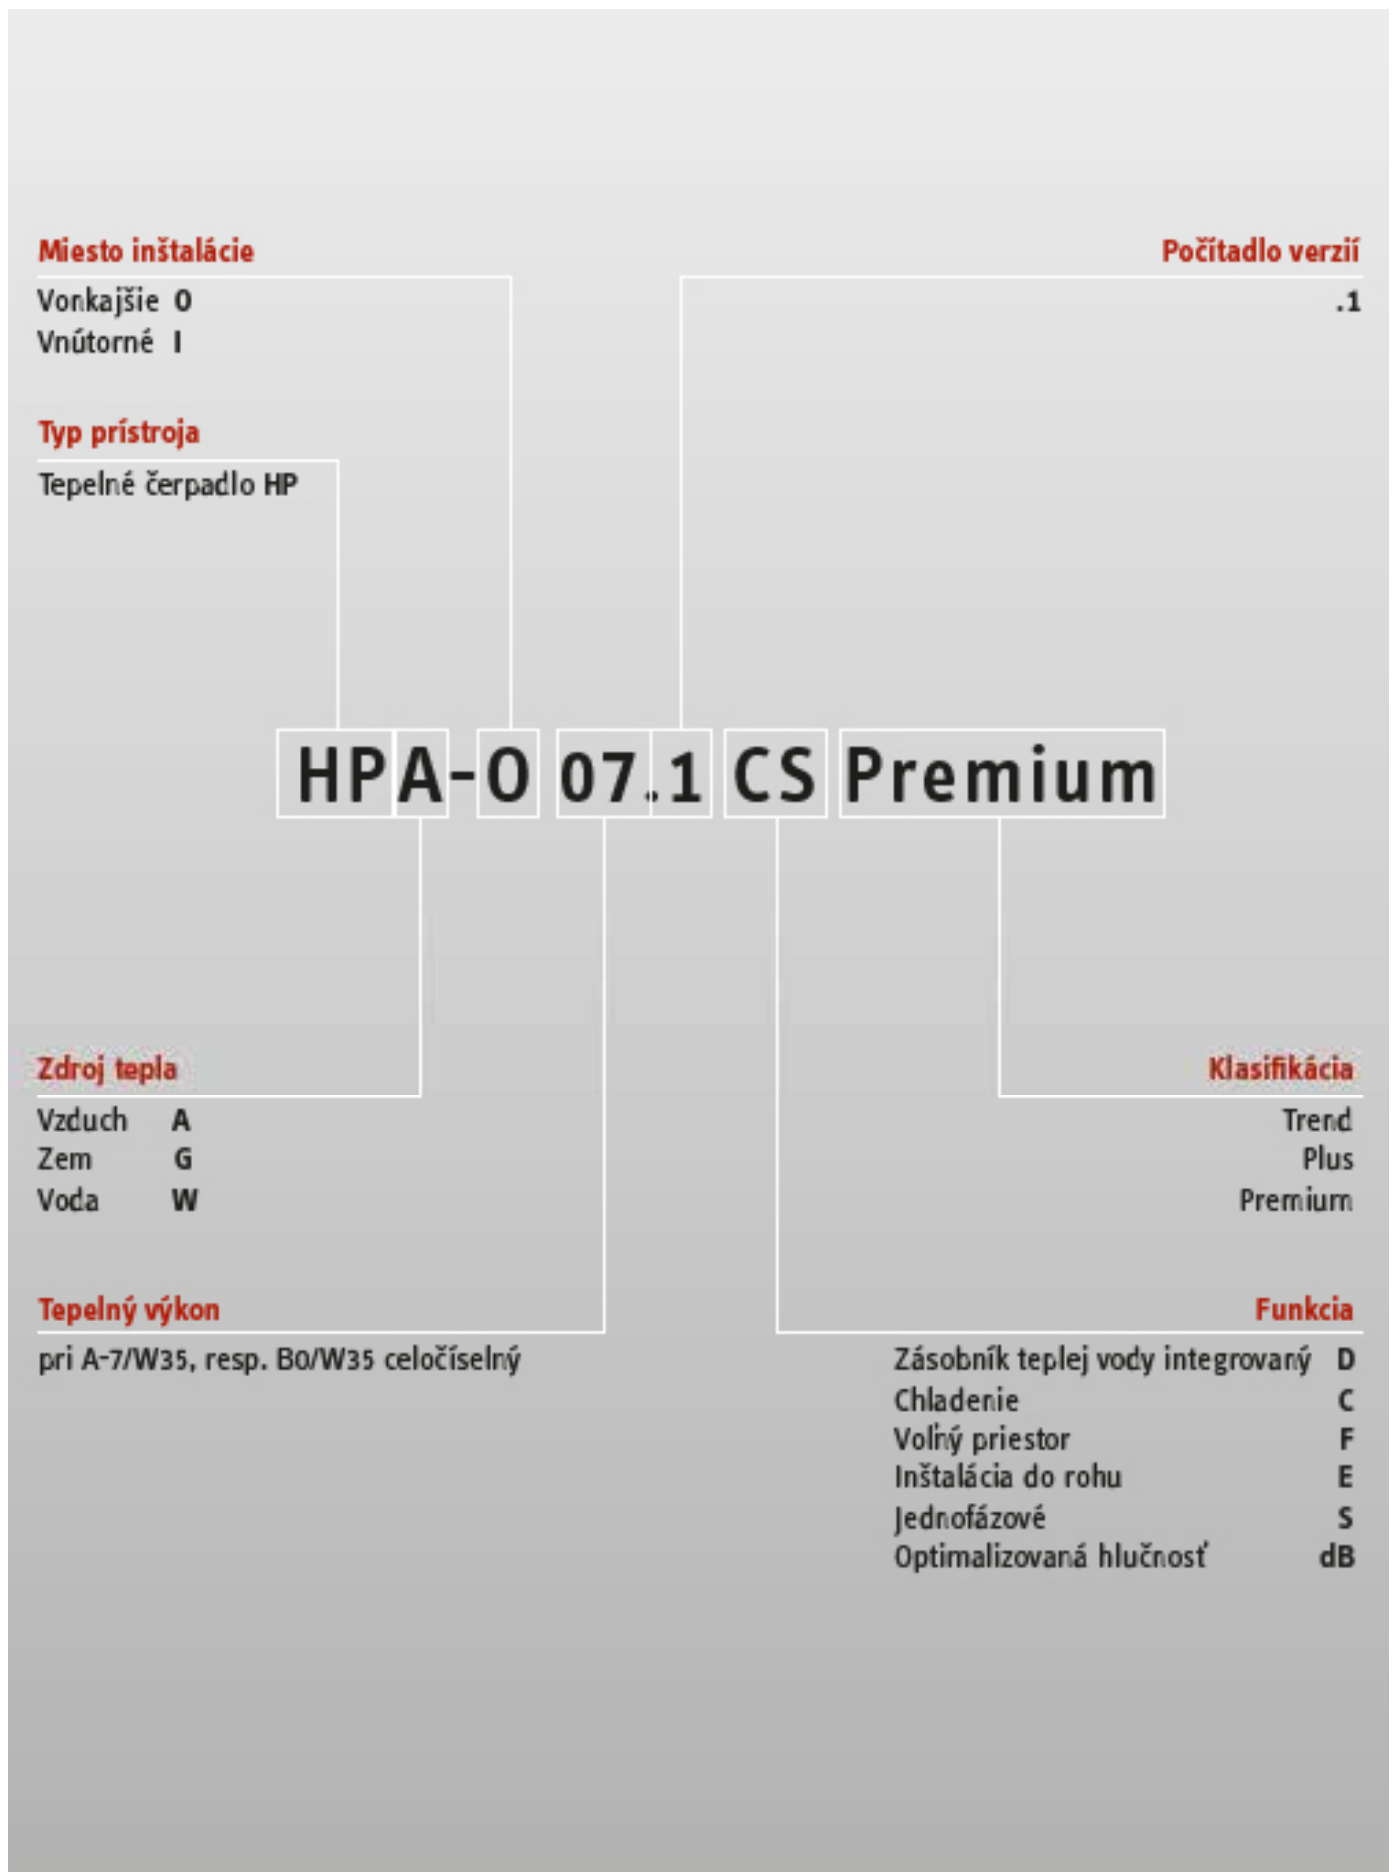 Miesto inštalácie
Vonkajšie O
Vnútorné I
Počítadlo verzií
.1
Typ prístroja
Tepelné čerpadlo HP
HPA-O 07.1 CS Premium
Zdroj tepla
Vzduch A
Zem G
Voda W
Klasifikácia
Trend
Plus
Premium
Tepelný výkon
pri A-7/W35, resp. B0/W35 celočíselný
Funkcia
Zásobník teplej vody integrovaný D
Chladenie C
Voľný priestor F
Inštalácia do rohu E
Jednofázové S
Optimalizovaná hlučnosť dB